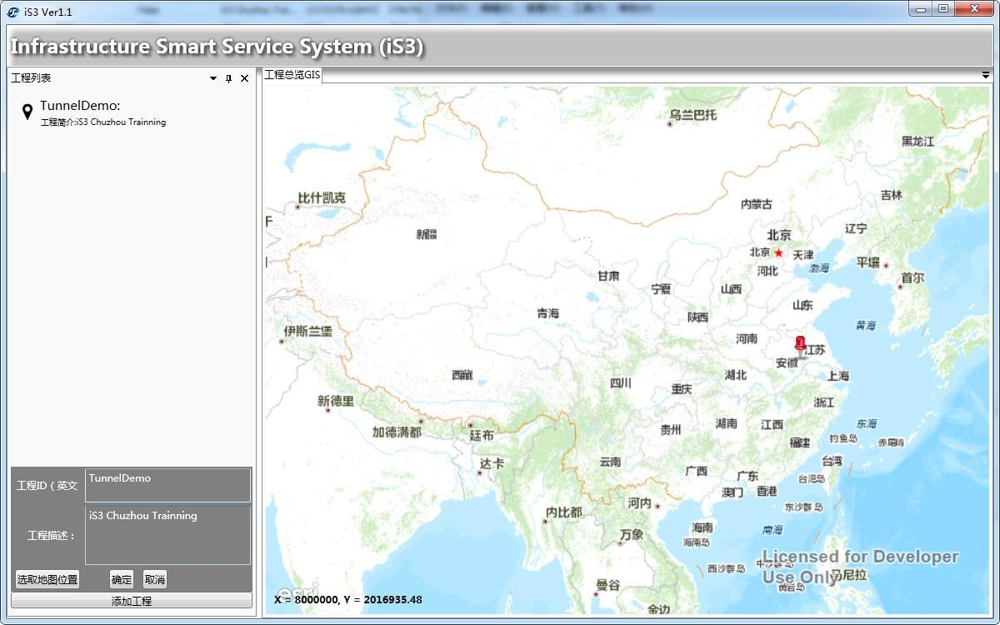 iS3 Ver1.1
Infrastructure Smart Service System (iS3)
工程列表
工程总览GIS
TunnelDemo:
工程简介:iS3 Chuzhou Trainning
乌兰巴托
黑龙江
比什凯克
吉林
内蒙古
新疆
北京
辽宁
北京
天津
渤海
平壤
河北
首尔
甘肃
宁夏
山西
山东
青海
陕西
黄海
伊斯兰堡
河南
江苏
安徽
西藏
湖北
上海
四川
重庆
新德里
浙江
湖南
江西
东海
加德满都
廷布
贵州
福建
钓鱼岛
赤尾屿
达卡
云南
台湾
广西
广东
台湾岛
澳门
香港
河内
东沙群岛
内比都
海南
南海
万象
海南岛
西沙群岛
中沙群岛
马尼拉
曼谷
黄岩岛
金边
Licensed for Developer
Use Only
esri
X = 8000000, Y = 2016935.48
工程ID（英文
TunnelDemo
工程描述：
iS3 Chuzhou Trainning
选取地图位置
确定
取消
添加工程